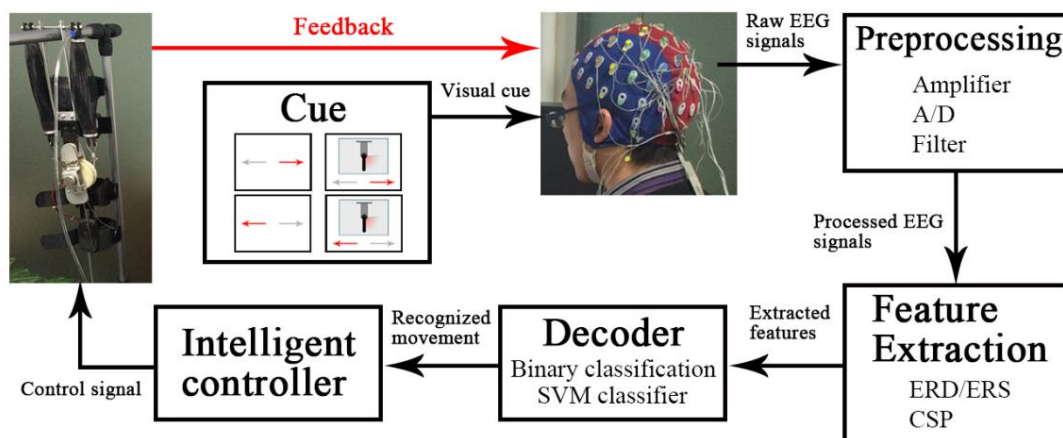 Feedback
Cue
Visual cue
Raw EEG
signals
Preprocessing
Amplifier
A/D
Filter
Processed EEG
signals
Feature
Extraction
ERD/ERS
CSP
Extracted
features
Decoder
Binary classification
SVM classifier
Recognized
movement
Intelligent
controller
Control signal